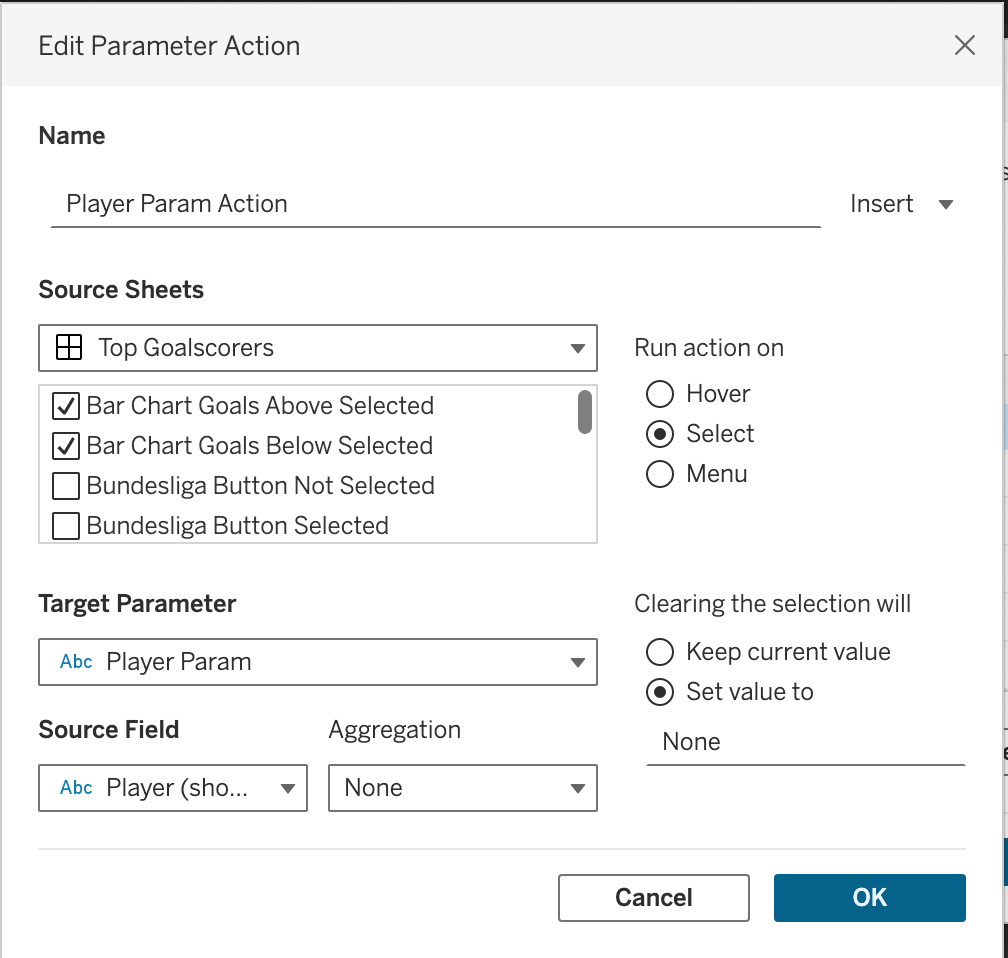 Edit Parameter Action
Name
Player Param Action
Insert
Source Sheets
Top Goalscorers
Bar Chart Goals Above Selected
Bar Chart Goals Below Selected
Bundesliga Button Not Selected
Bundesliga Button Selected
Run action on
Hover
Select
Menu
Target Parameter
Abc Player Param
Source Field
Abc Player (sho...
Aggregation
None
Clearing the selection will
Keep current value
Set value to
None
Cancel
OK